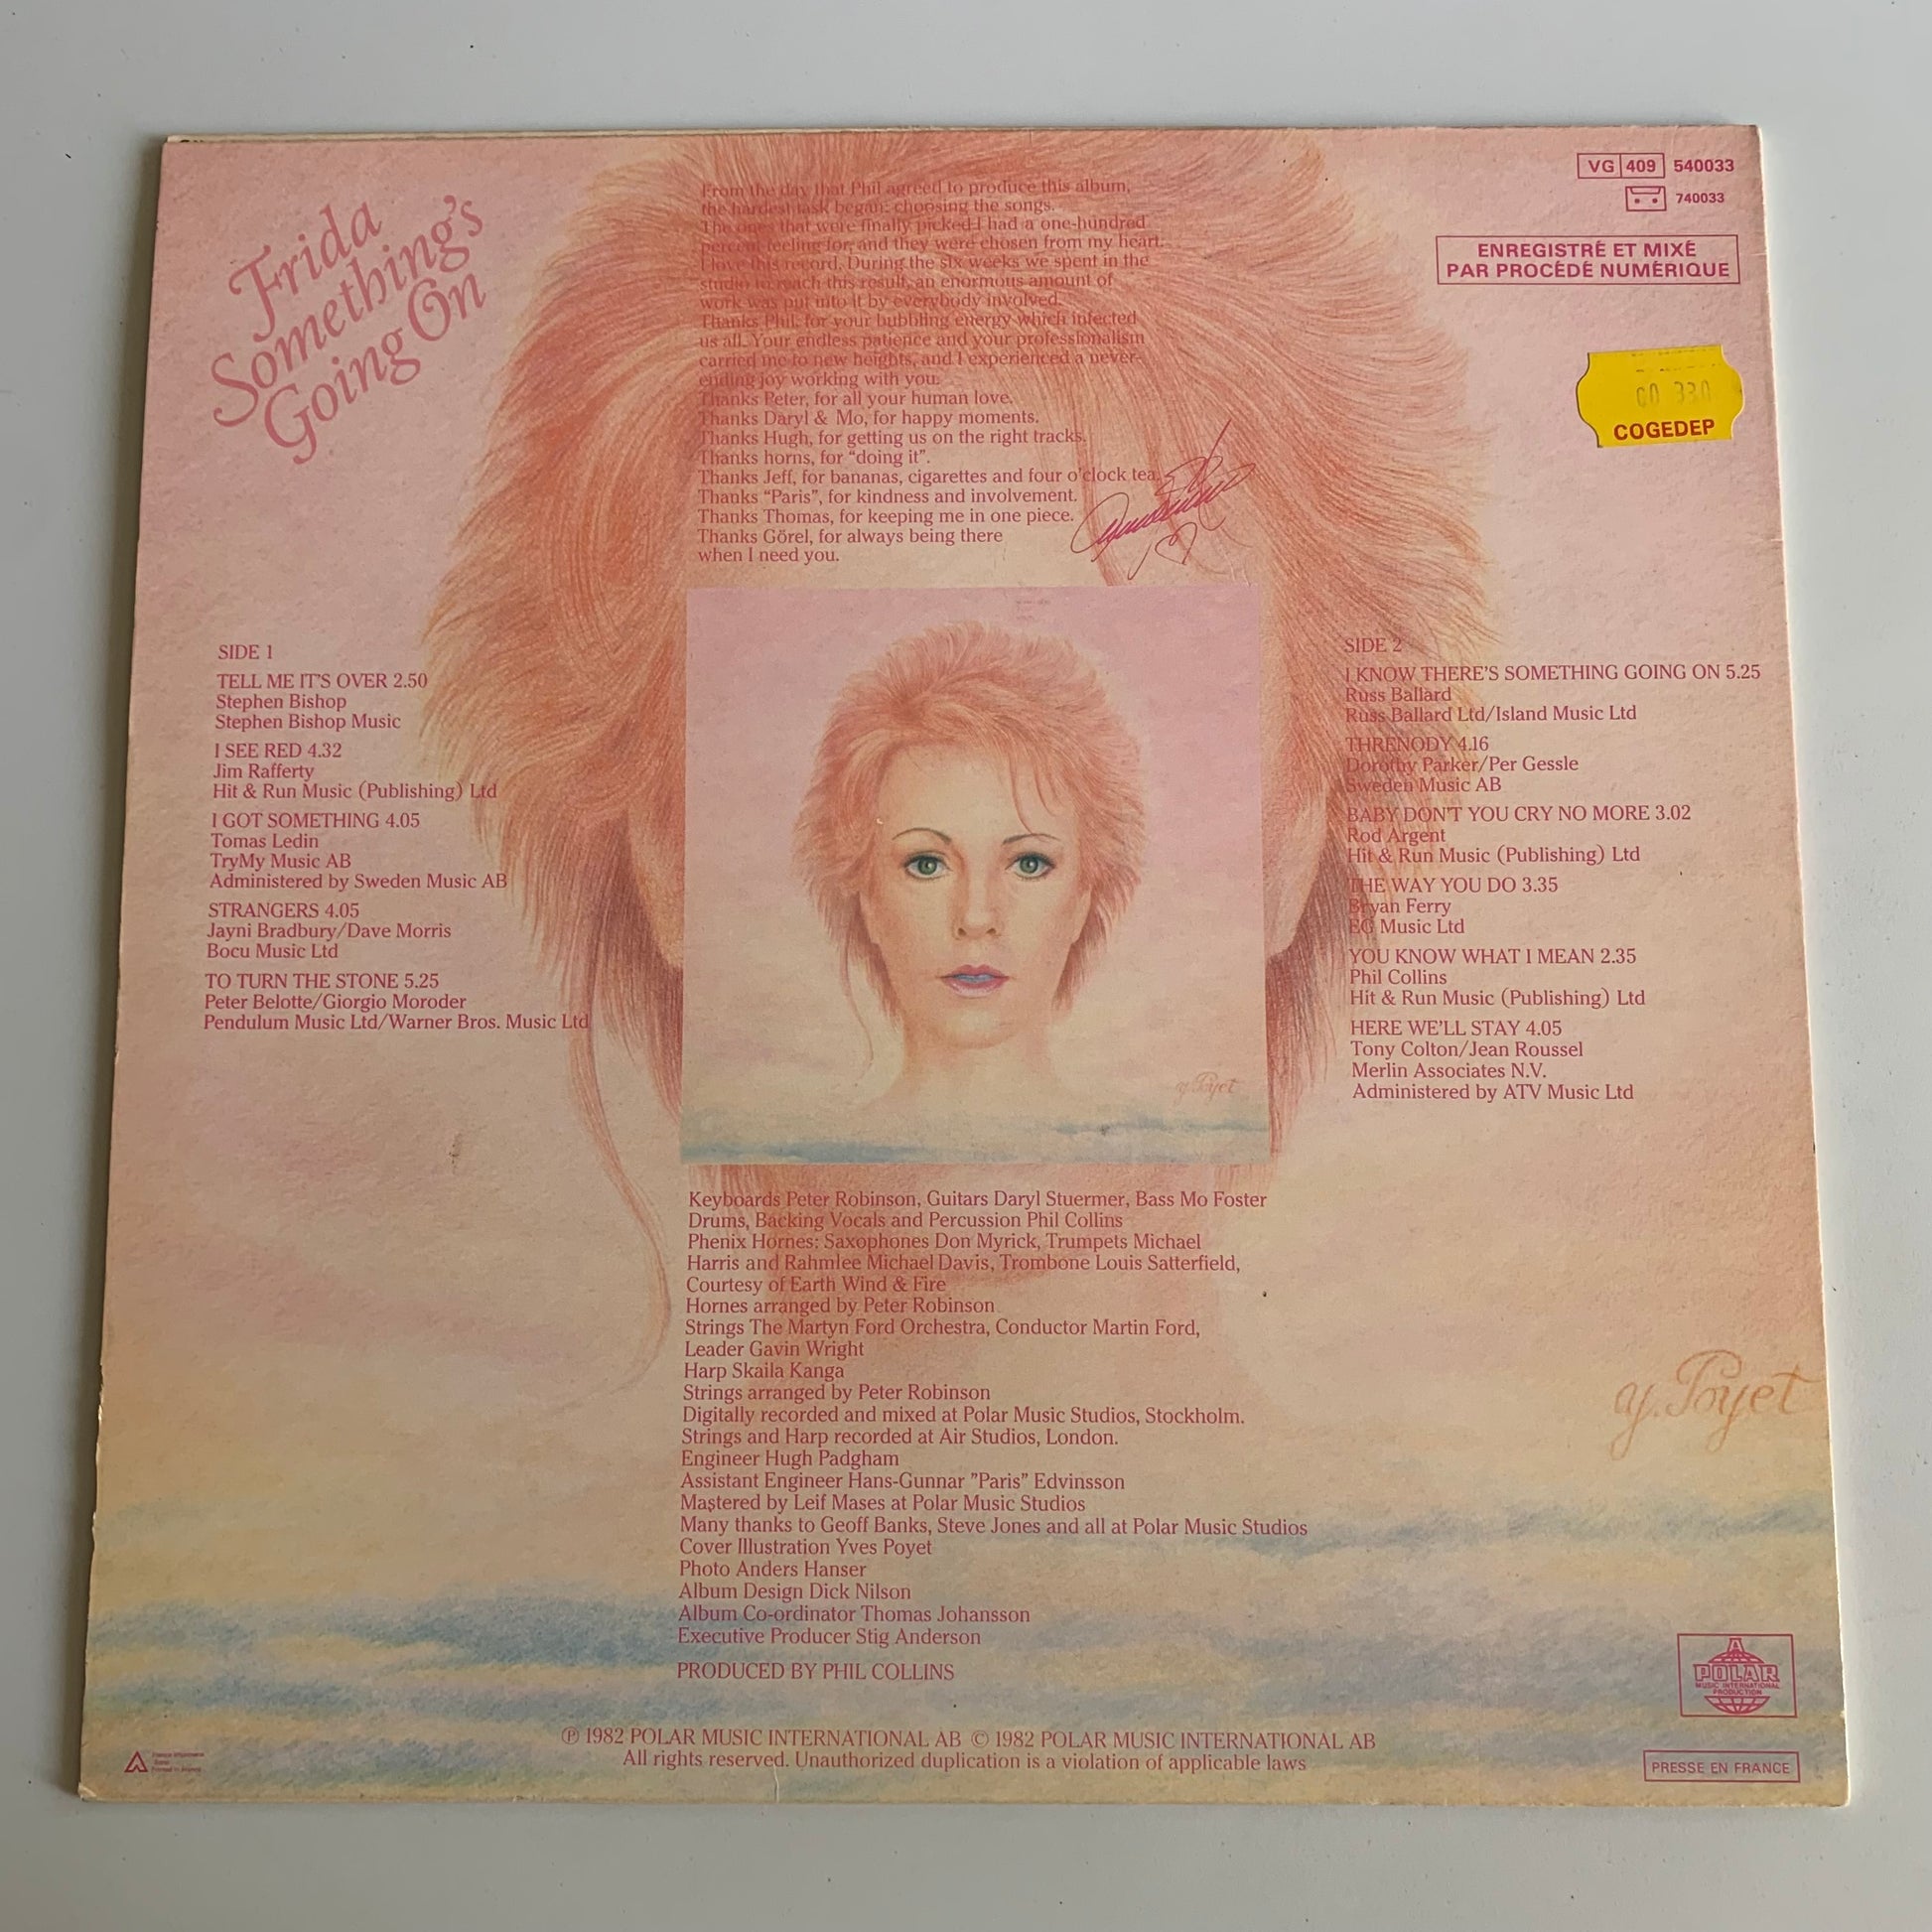 Frida
Something's
Going On
From the day that Phil agreed to produce this album,
the hardest task began: choosing the songs.
The ones that were finally picked I had a one-hundred
percent feeling for, and they were chosen from my heart.
I love this record. During the six weeks we spent in the
studio to reach this result, an enormous amount of
work was put into it by everybody involved.
Thanks Phil, for your bubbling energy which infected
us all. Your endless patience and your professionalism
carried me to new heights, and I experienced a never-
ending joy working with you.
Thanks Peter, for all your human love.
Thanks Daryl & Mo, for happy moments.
Thanks Hugh, for getting us on the right tracks.
Thanks horns, for “doing it”.
Thanks Jeff, for bananas, cigarettes and four o'clock tea.
Thanks “Paris”, for kindness and involvement.
Thanks Thomas, for keeping me in one piece.
Thanks Görel, for always being there
when I need you.
VG 409 540033
740033
ENREGISTRÉ ET MIXÉ
PAR PROCÉDÉ NUMÉRIQUE
00 330
COGEDEP
SIDE 1
TELL ME IT'S OVER 2.50
Stephen Bishop
Stephen Bishop Music
I SEE RED 4.32
Jim Rafferty
Hit & Run Music (Publishing) Ltd
I GOT SOMETHING 4.05
Tomas Ledin
TryMy Music AB
Administered by Sweden Music AB
STRANGERS 4.05
Jayni Bradbury/Dave Morris
Bocu Music Ltd
TO TURN THE STONE 5.25
Peter Belotte/Giorgio Moroder
Pendulum Music Ltd/Warner Bros. Music Ltd
SIDE 2
I KNOW THERE'S SOMETHING GOING ON 5.25
Russ Ballard
Russ Ballard Ltd/Island Music Ltd
THRENODY 4.16
Dorothy Parker/Per Gessle
Sweden Music AB
BABY DON'T YOU CRY NO MORE 3.02
Rod Argent
Hit & Run Music (Publishing) Ltd
THE WAY YOU DO 3.35
Bryan Ferry
EG Music Ltd
YOU KNOW WHAT I MEAN 2.35
Phil Collins
Hit & Run Music (Publishing) Ltd
HERE WE'LL STAY 4.05
Tony Colton/Jean Roussel
Merlin Associates N.V.
Administered by ATV Music Ltd
y. Poyet
Keyboards Peter Robinson, Guitars Daryl Stuermer, Bass Mo Foster
Drums, Backing Vocals and Percussion Phil Collins
Phenix Hornes: Saxophones Don Myrick, Trumpets Michael
Harris and Rahmlee Michael Davis, Trombone Louis Satterfield,
Courtesy of Earth Wind & Fire
Hornes arranged by Peter Robinson
Strings The Martyn Ford Orchestra, Conductor Martin Ford,
Leader Gavin Wright
Harp Skaila Kanga
Strings arranged by Peter Robinson
Digitally recorded and mixed at Polar Music Studios, Stockholm.
Strings and Harp recorded at Air Studios, London.
Engineer Hugh Padgham
Assistant Engineer Hans-Gunnar ”Paris” Edvinsson
Mastered by Leif Mases at Polar Music Studios
Many thanks to Geoff Banks, Steve Jones and all at Polar Music Studios
Cover Illustration Yves Poyet
Photo Anders Hanser
Album Design Dick Nilson
Album Co-ordinator Thomas Johansson
Executive Producer Stig Anderson
PRODUCED BY PHIL COLLINS
y. Poyet
A
POLAR
MUSIC INTERNATIONAL
PRODUCTION
℗ 1982 POLAR MUSIC INTERNATIONAL AB © 1982 POLAR MUSIC INTERNATIONAL AB
All rights reserved. Unauthorized duplication is a violation of applicable laws
PRESSE EN FRANCE